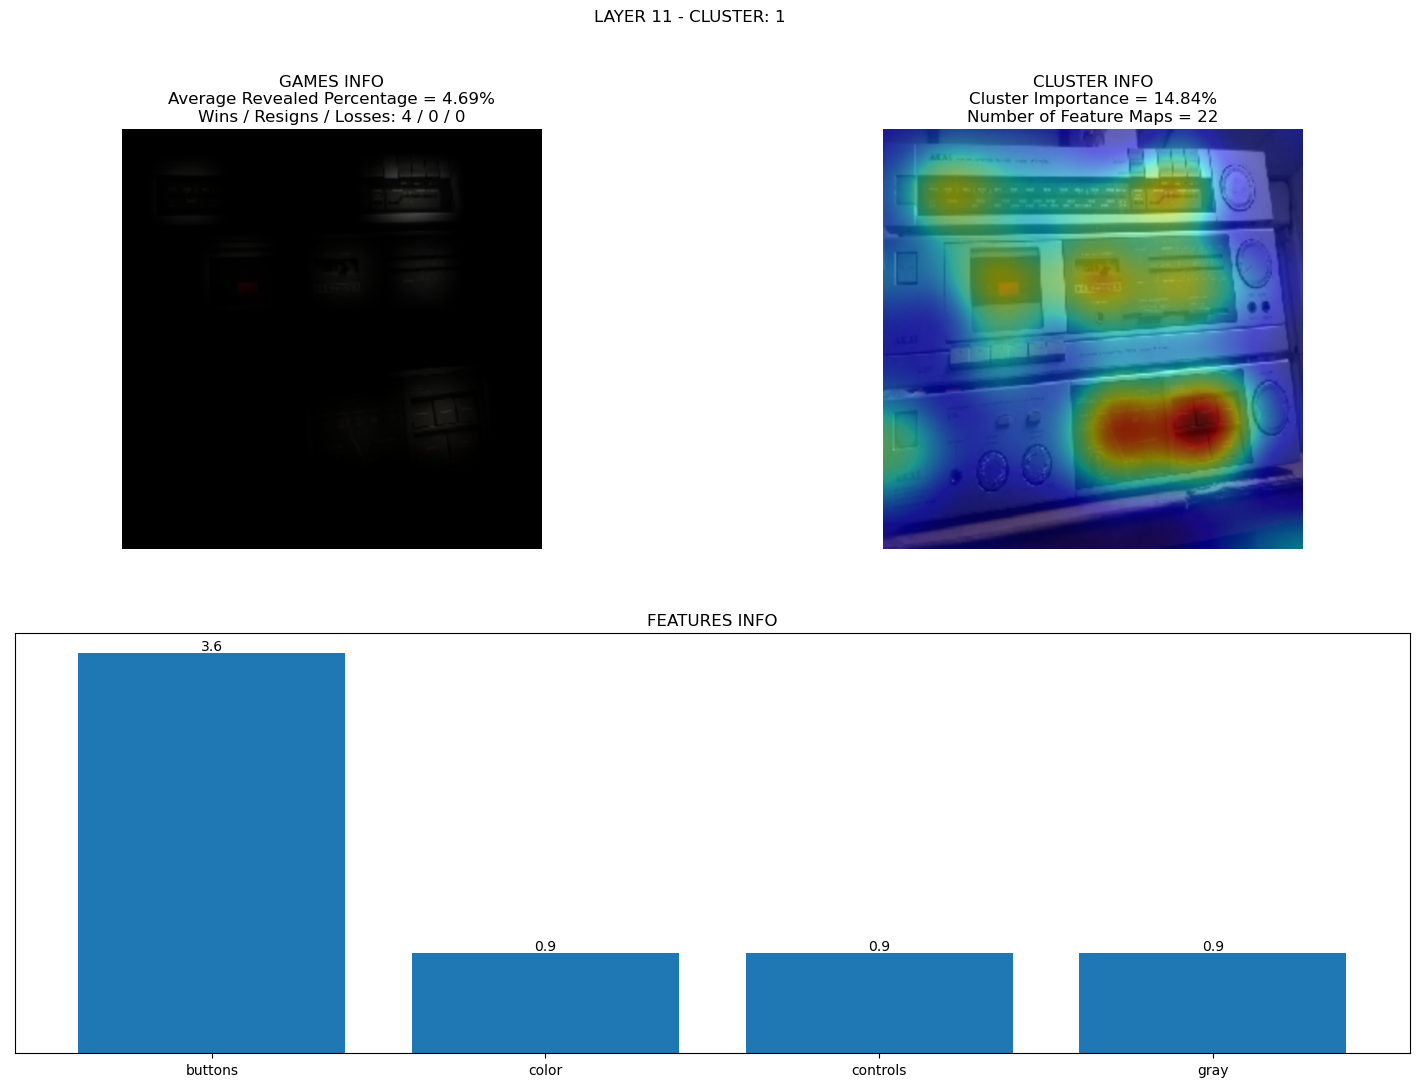 LAYER 11 - CLUSTER: 1
GAMES INFO
Average Revealed Percentage = 4.69%
Wins / Resigns / Losses: 4 / 0 / 0
CLUSTER INFO
Cluster Importance = 14.84%
Number of Feature Maps = 22
AKAI
AKAI
AKAI
FEATURES INFO
3.6
0.9
0.9
0.9
buttons
color
controls
gray